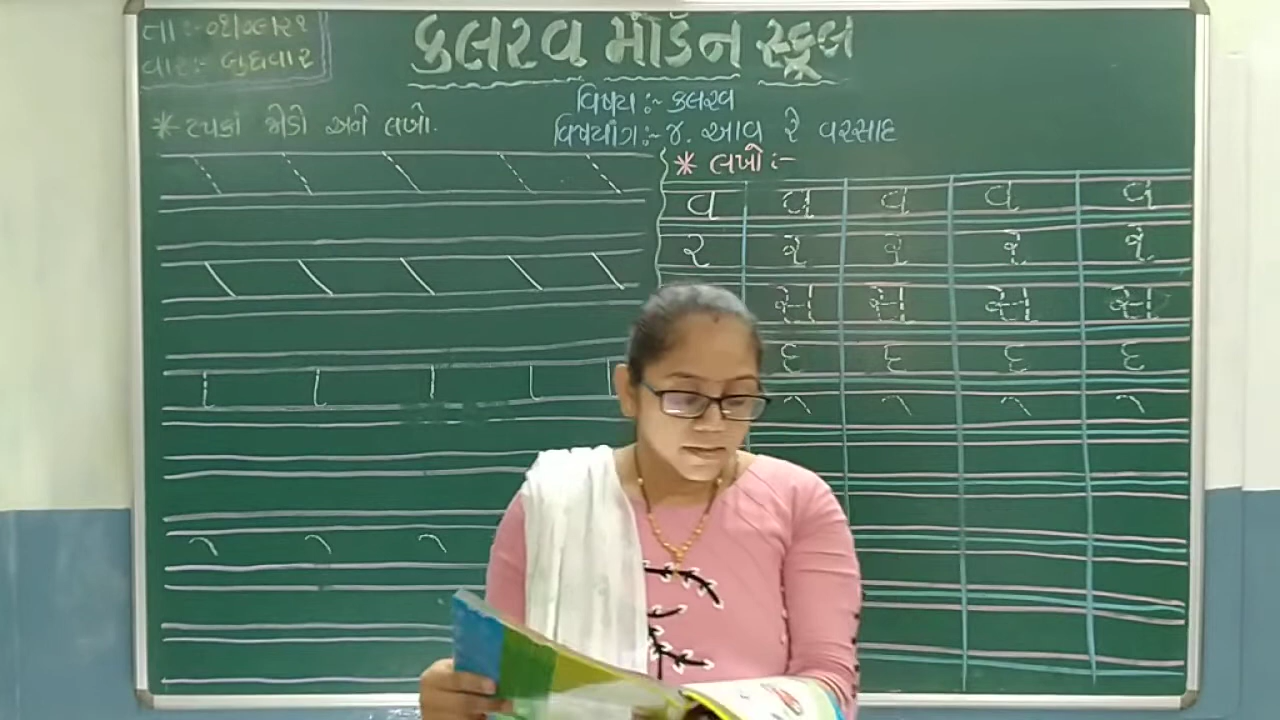 કલરવ મોર્ડન સ્કૂલ
વાર:- બુધવાર
વિષય :- કલરવ
વિષયાંગ:- ૪. આવ રે વરસાદ
* ટપકાં જોડો અને લખો.
* લખો :-
વ વ વ વ વ
ર ર ર ર ર
સ સ સ સ
દ દ દ દ